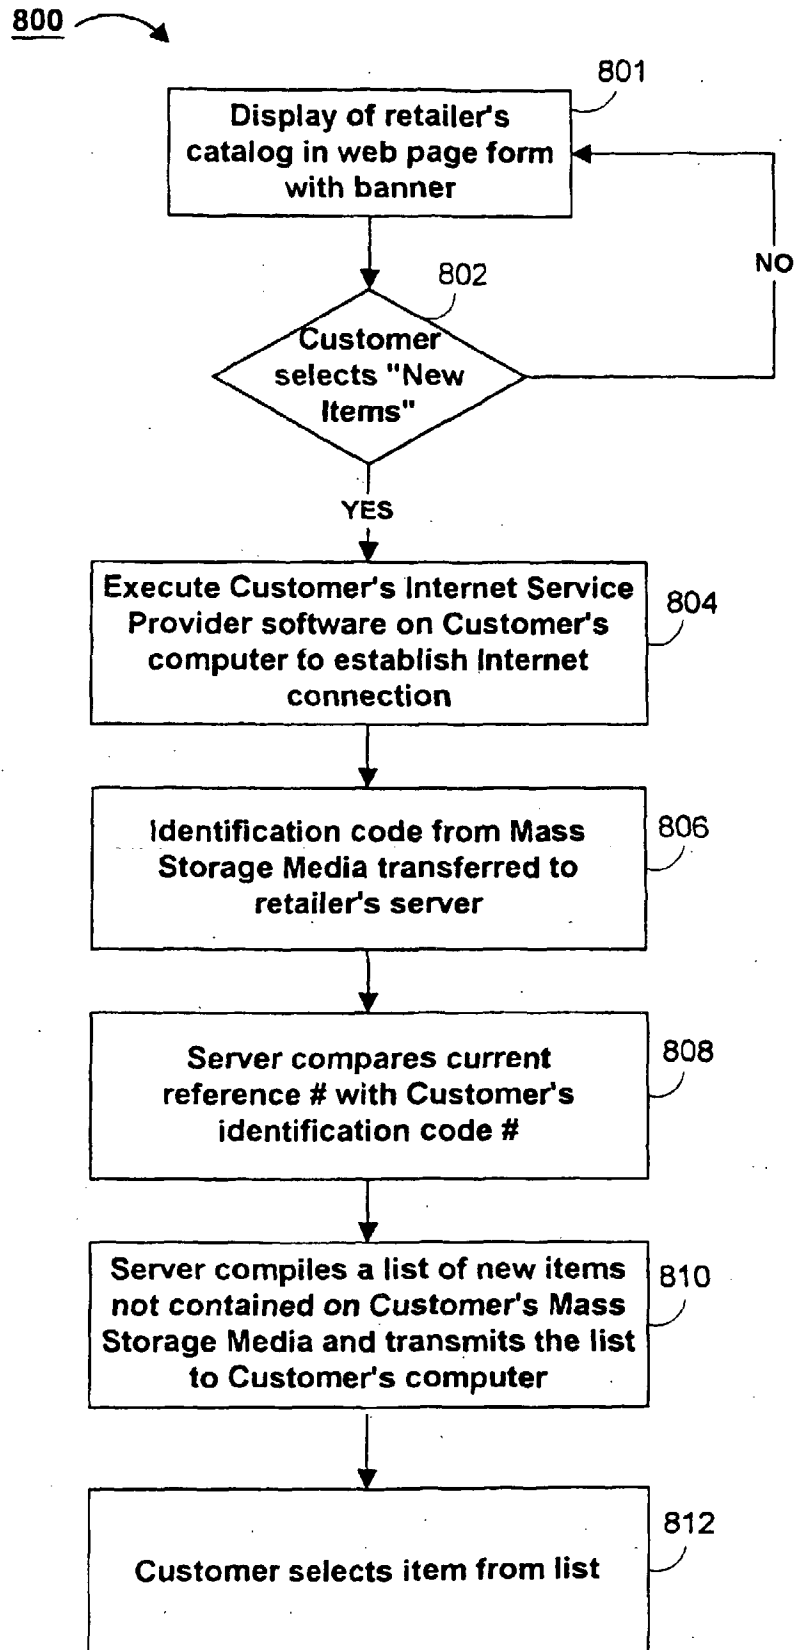 800
801
Display of retailer's
catalog in web page form
with banner
NO
802
Customer
selects "New
Items"
YES
Execute Customer's Internet Service
Provider software on Customer's
computer to establish Internet
connection
804
Identification code from Mass
Storage Media transferred to
retailer's server
806
Server compares current
reference # with Customer's
identification code #
808
Server compiles a list of new items
not contained on Customer's Mass
Storage Media and transmits the list
to Customer's computer
810
Customer selects item from list
812